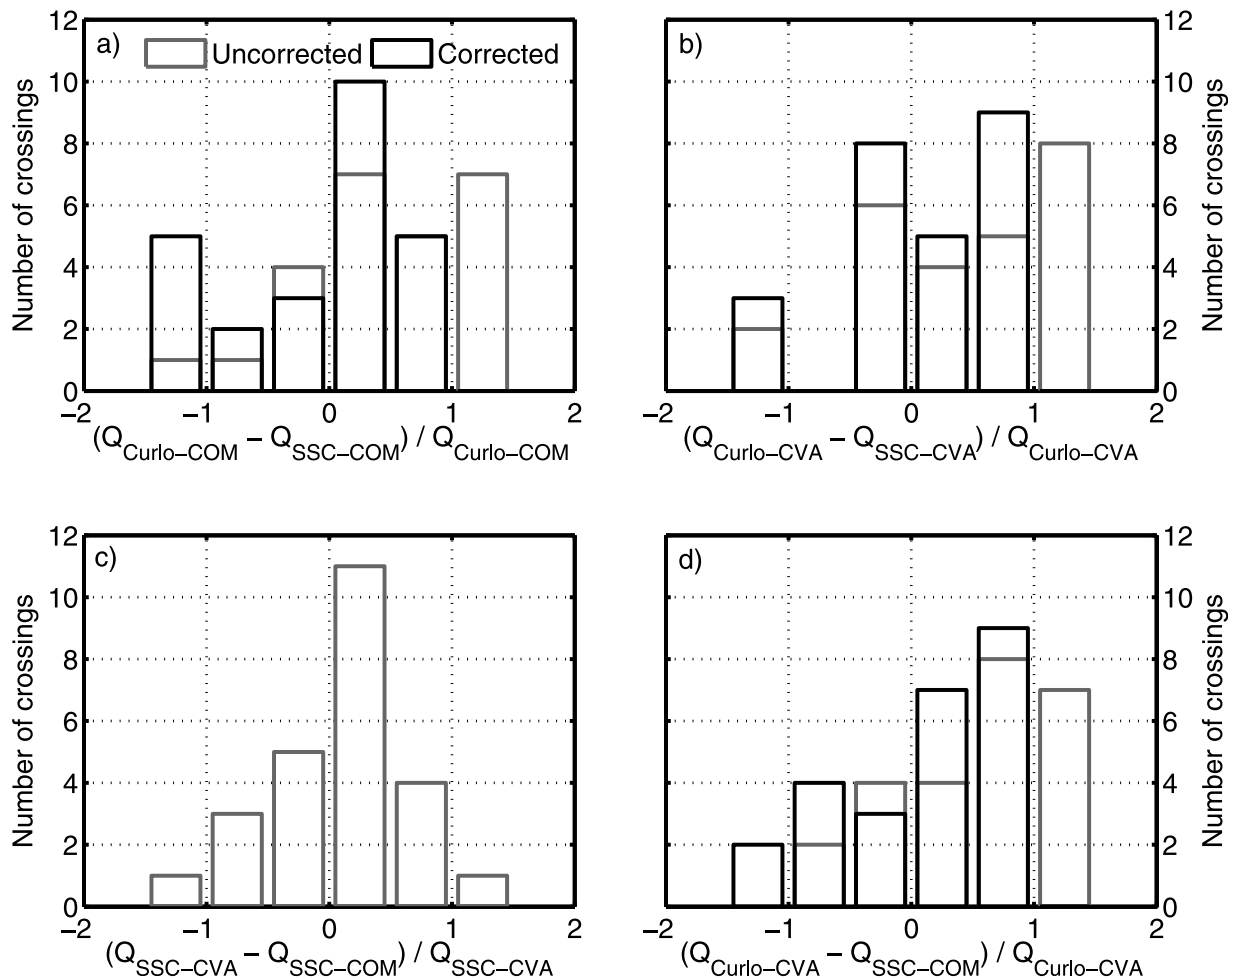 a)
Uncorrected
Corrected
12
10
8
6
4
2
0
Number of crossings
−2 −1 0 1 2
(Q_Curlo−COM − Q_SSC−COM) / Q_Curlo−COM
b)
12
10
8
6
4
2
0
Number of crossings
−2 −1 0 1 2
(Q_Curlo−CVA − Q_SSC−CVA) / Q_Curlo−CVA
c)
12
10
8
6
4
2
0
Number of crossings
−2 −1 0 1 2
(Q_SSC−CVA − Q_SSC−COM) / Q_SSC−CVA
d)
12
10
8
6
4
2
0
Number of crossings
−2 −1 0 1 2
(Q_Curlo−CVA − Q_SSC−COM) / Q_Curlo−CVA